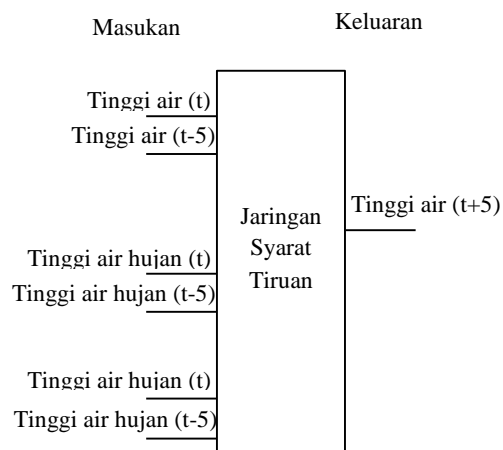 Masukan
Keluaran
Tinggi air (t)
Tinggi air (t-5)
Tinggi air hujan (t)
Tinggi air hujan (t-5)
Tinggi air hujan (t)
Tinggi air hujan (t-5)
Jaringan
Syarat
Tiruan
Tinggi air (t+5)